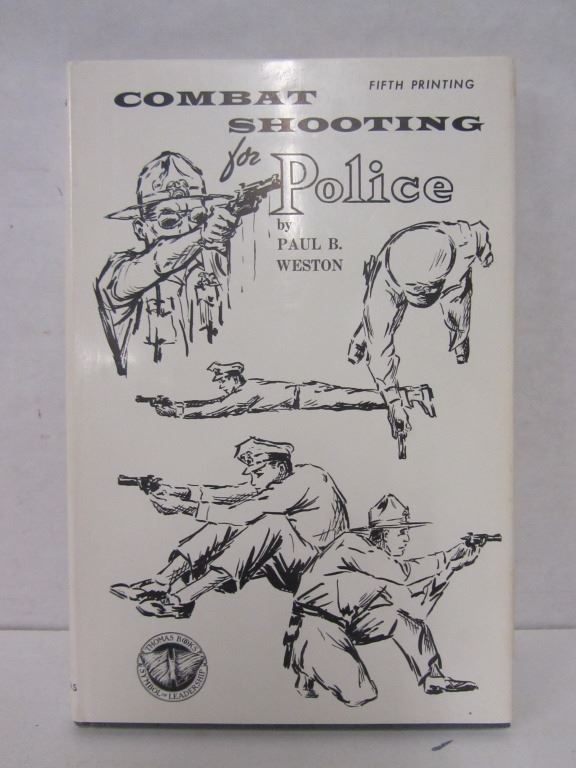 FIFTH PRINTING
COMBAT
SHOOTING
for Police
by
PAUL B.
WESTON
THOMAS BOOKS
SYMBOL OF LEADERSHIP